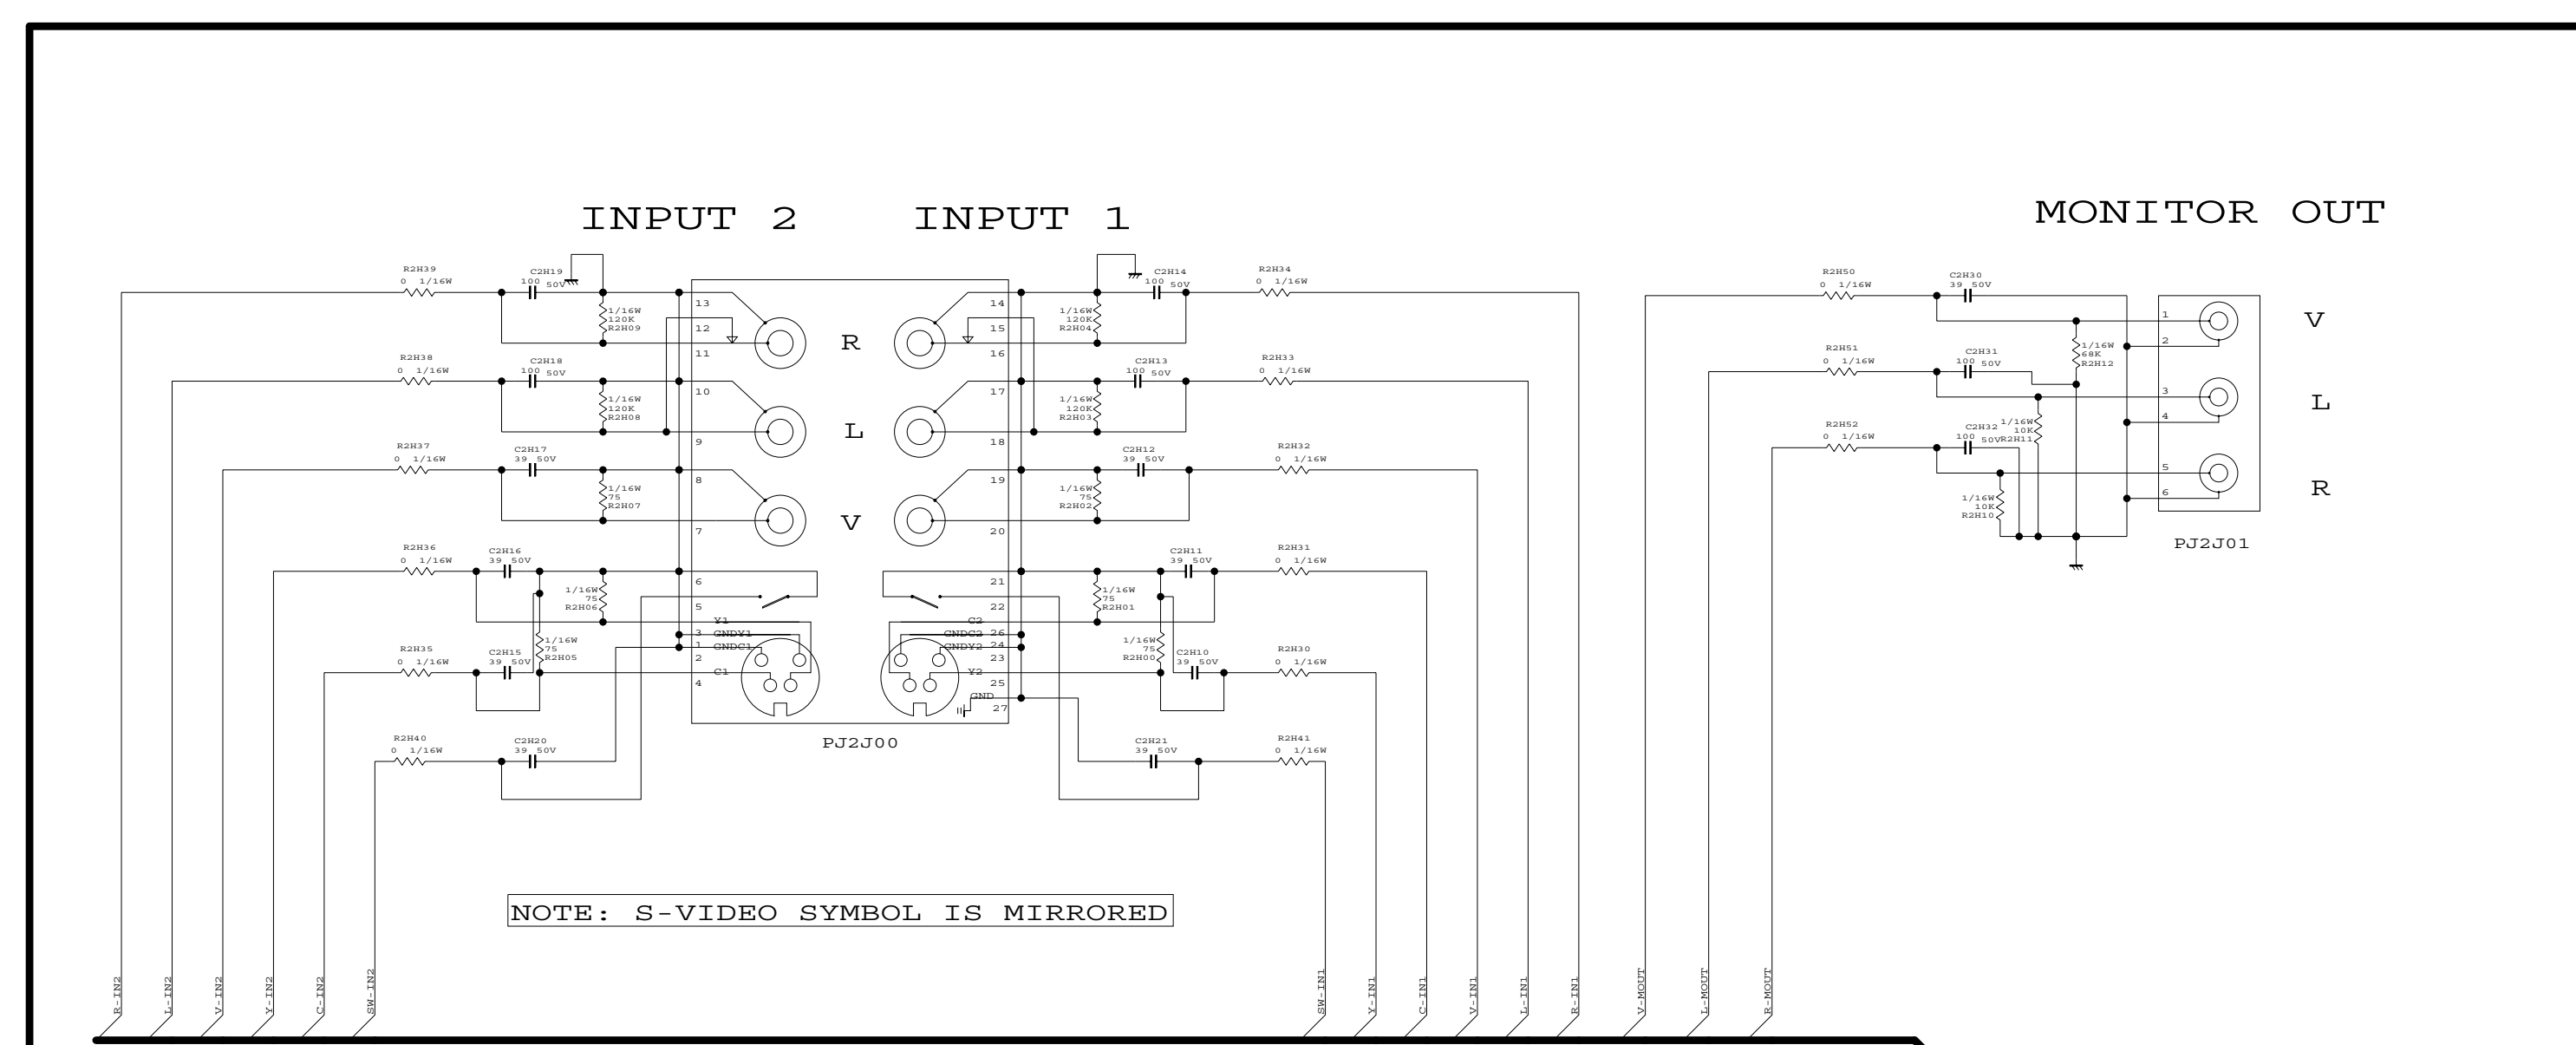 INPUT 2
INPUT 1
MONITOR OUT
R2H39
0 1/16W
C2H19
100 50V
1/16W
120K
R2H09
13
12
11
R
14
15
16
1/16W
120K
R2H04
C2H14
100 50V
R2H34
0 1/16W
R2H38
0 1/16W
C2H18
100 50V
1/16W
120K
R2H08
10
9
L
17
18
1/16W
120K
R2H03
C2H13
100 50V
R2H33
0 1/16W
R2H37
0 1/16W
C2H17
39 50V
1/16W
75
R2H07
8
7
V
19
20
1/16W
75
R2H02
C2H12
39 50V
R2H32
0 1/16W
R2H36
0 1/16W
C2H16
39 50V
1/16W
75
R2H06
6
5
21
22
1/16W
75
R2H01
C2H11
39 50V
R2H31
0 1/16W
Y1
3 GNDY1
1 GNDC1
2
C1
4
C2
GNDC2 26
GNDY2 24
23
Y2
25
GND
27
R2H35
0 1/16W
C2H15
39 50V
1/16W
75
R2H05
1/16W
75
R2H00
C2H10
39 50V
R2H30
0 1/16W
PJ2J00
R2H40
0 1/16W
C2H20
39 50V
C2H21
39 50V
R2H41
0 1/16W
R2H50
0 1/16W
C2H30
39 50V
1
2
V
1/16W
68K
R2H12
R2H51
0 1/16W
C2H31
100 50V
3
4
L
1/16W
10K
R2H11
R2H52
0 1/16W
C2H32
100 50V
5
6
R
1/16W
10K
R2H10
PJ2J01
NOTE: S-VIDEO SYMBOL IS MIRRORED
R-IN2
L-IN2
V-IN2
Y-IN2
C-IN2
SW-IN2
SW-IN1
Y-IN1
C-IN1
V-IN1
L-IN1
R-IN1
V-MOUT
L-MOUT
R-MOUT